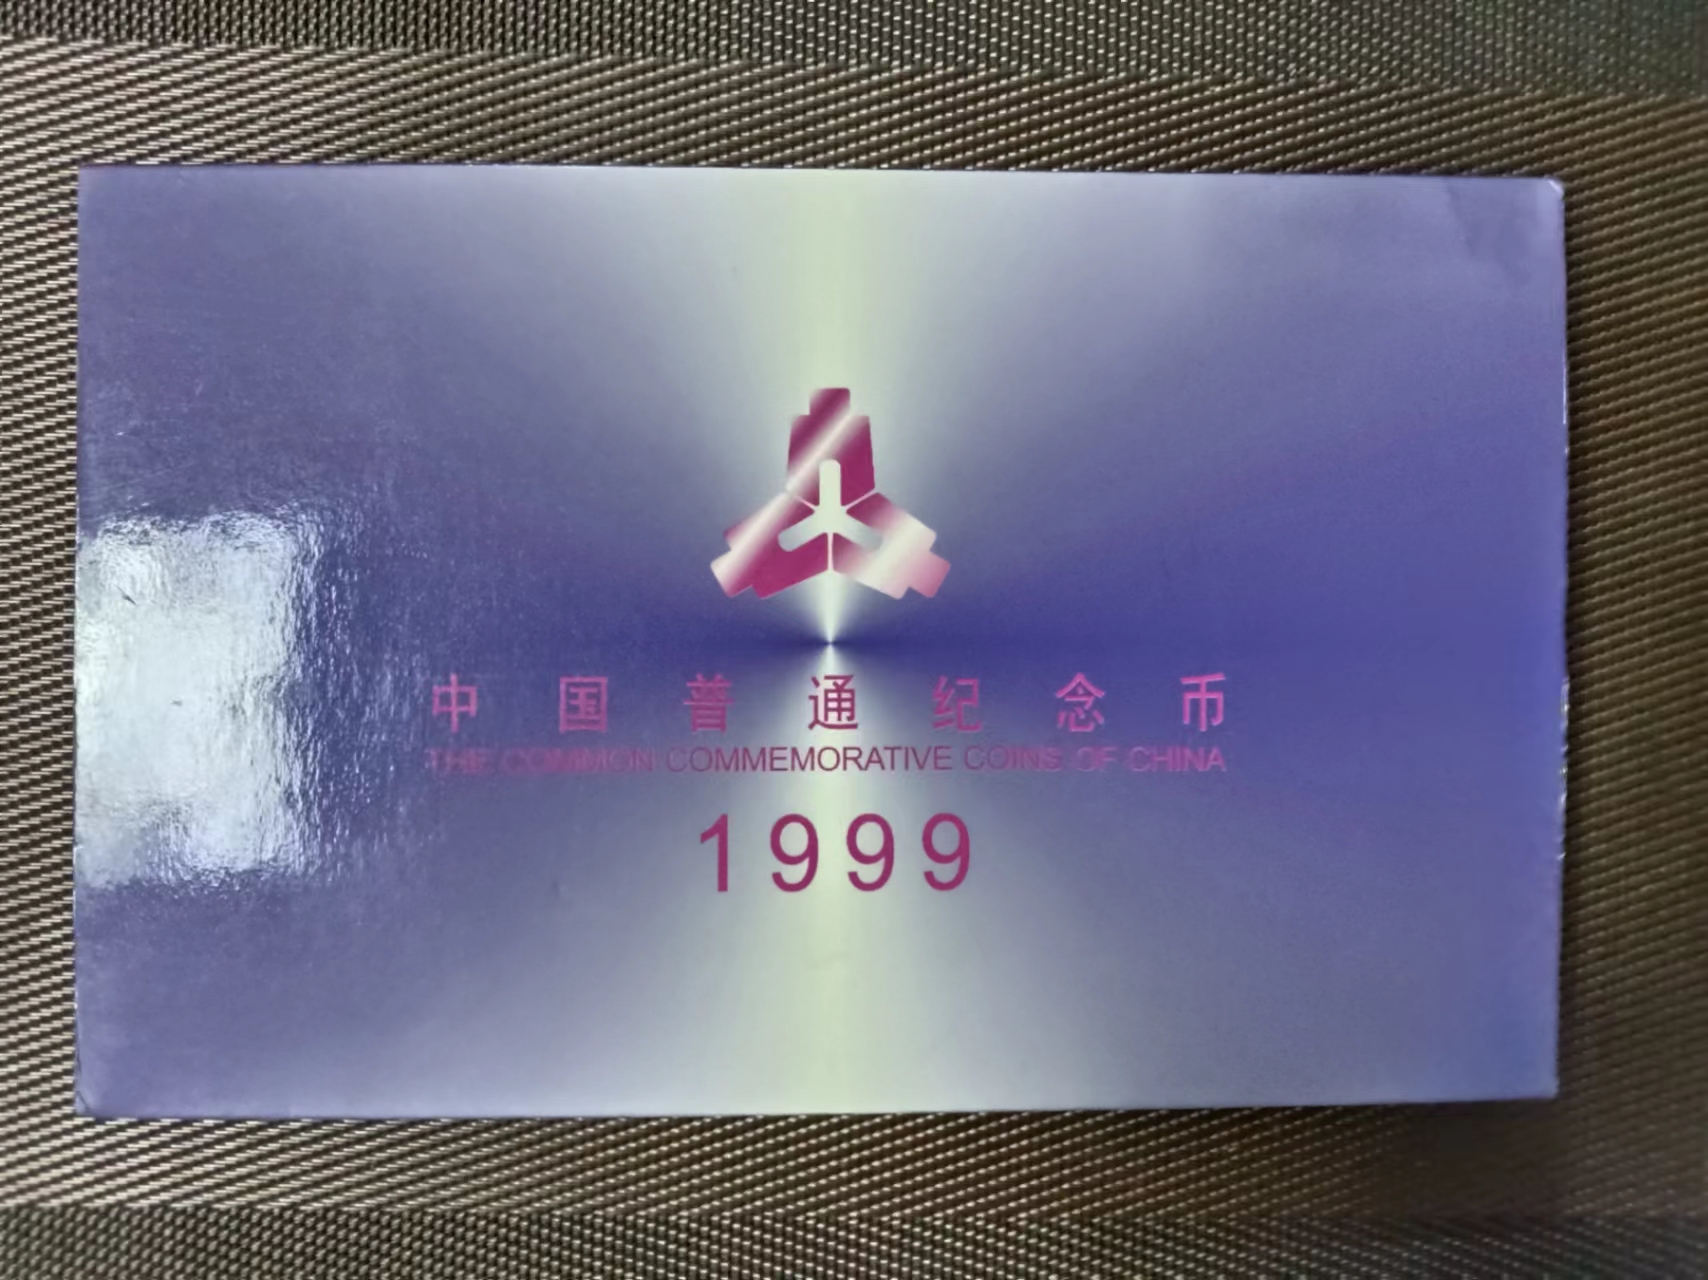 中国普通纪念币
THE COMMON COMMEMORATIVE COINS OF CHINA
1999